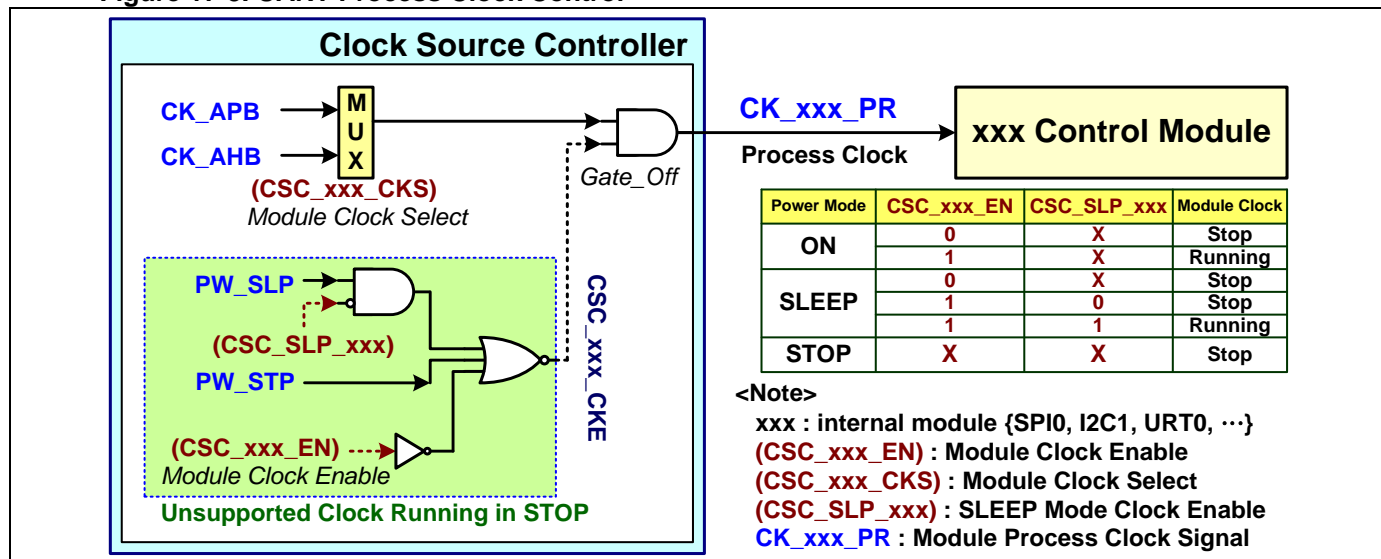 Clock Source Controller
CK_APB
CK_AHB
M
U
X
(CSC_xxx_CKS)
Module Clock Select
Gate_Off
CK_xxx_PR
Process Clock
xxx Control Module
PW_SLP
(CSC_SLP_xxx)
PW_STP
(CSC_xxx_EN)
Module Clock Enable
Unsupported Clock Running in STOP
CSC_xxx_CKE
Power Mode CSC_xxx_EN CSC_SLP_xxx Module Clock
ON 0 X Stop
1 X Running
SLEEP 0 X Stop
1 0 Stop
1 1 Running
STOP X X Stop
<Note>
xxx : internal module {SPI0, I2C1, URT0, ⋯}
(CSC_xxx_EN) : Module Clock Enable
(CSC_xxx_CKS) : Module Clock Select
(CSC_SLP_xxx) : SLEEP Mode Clock Enable
CK_xxx_PR : Module Process Clock Signal